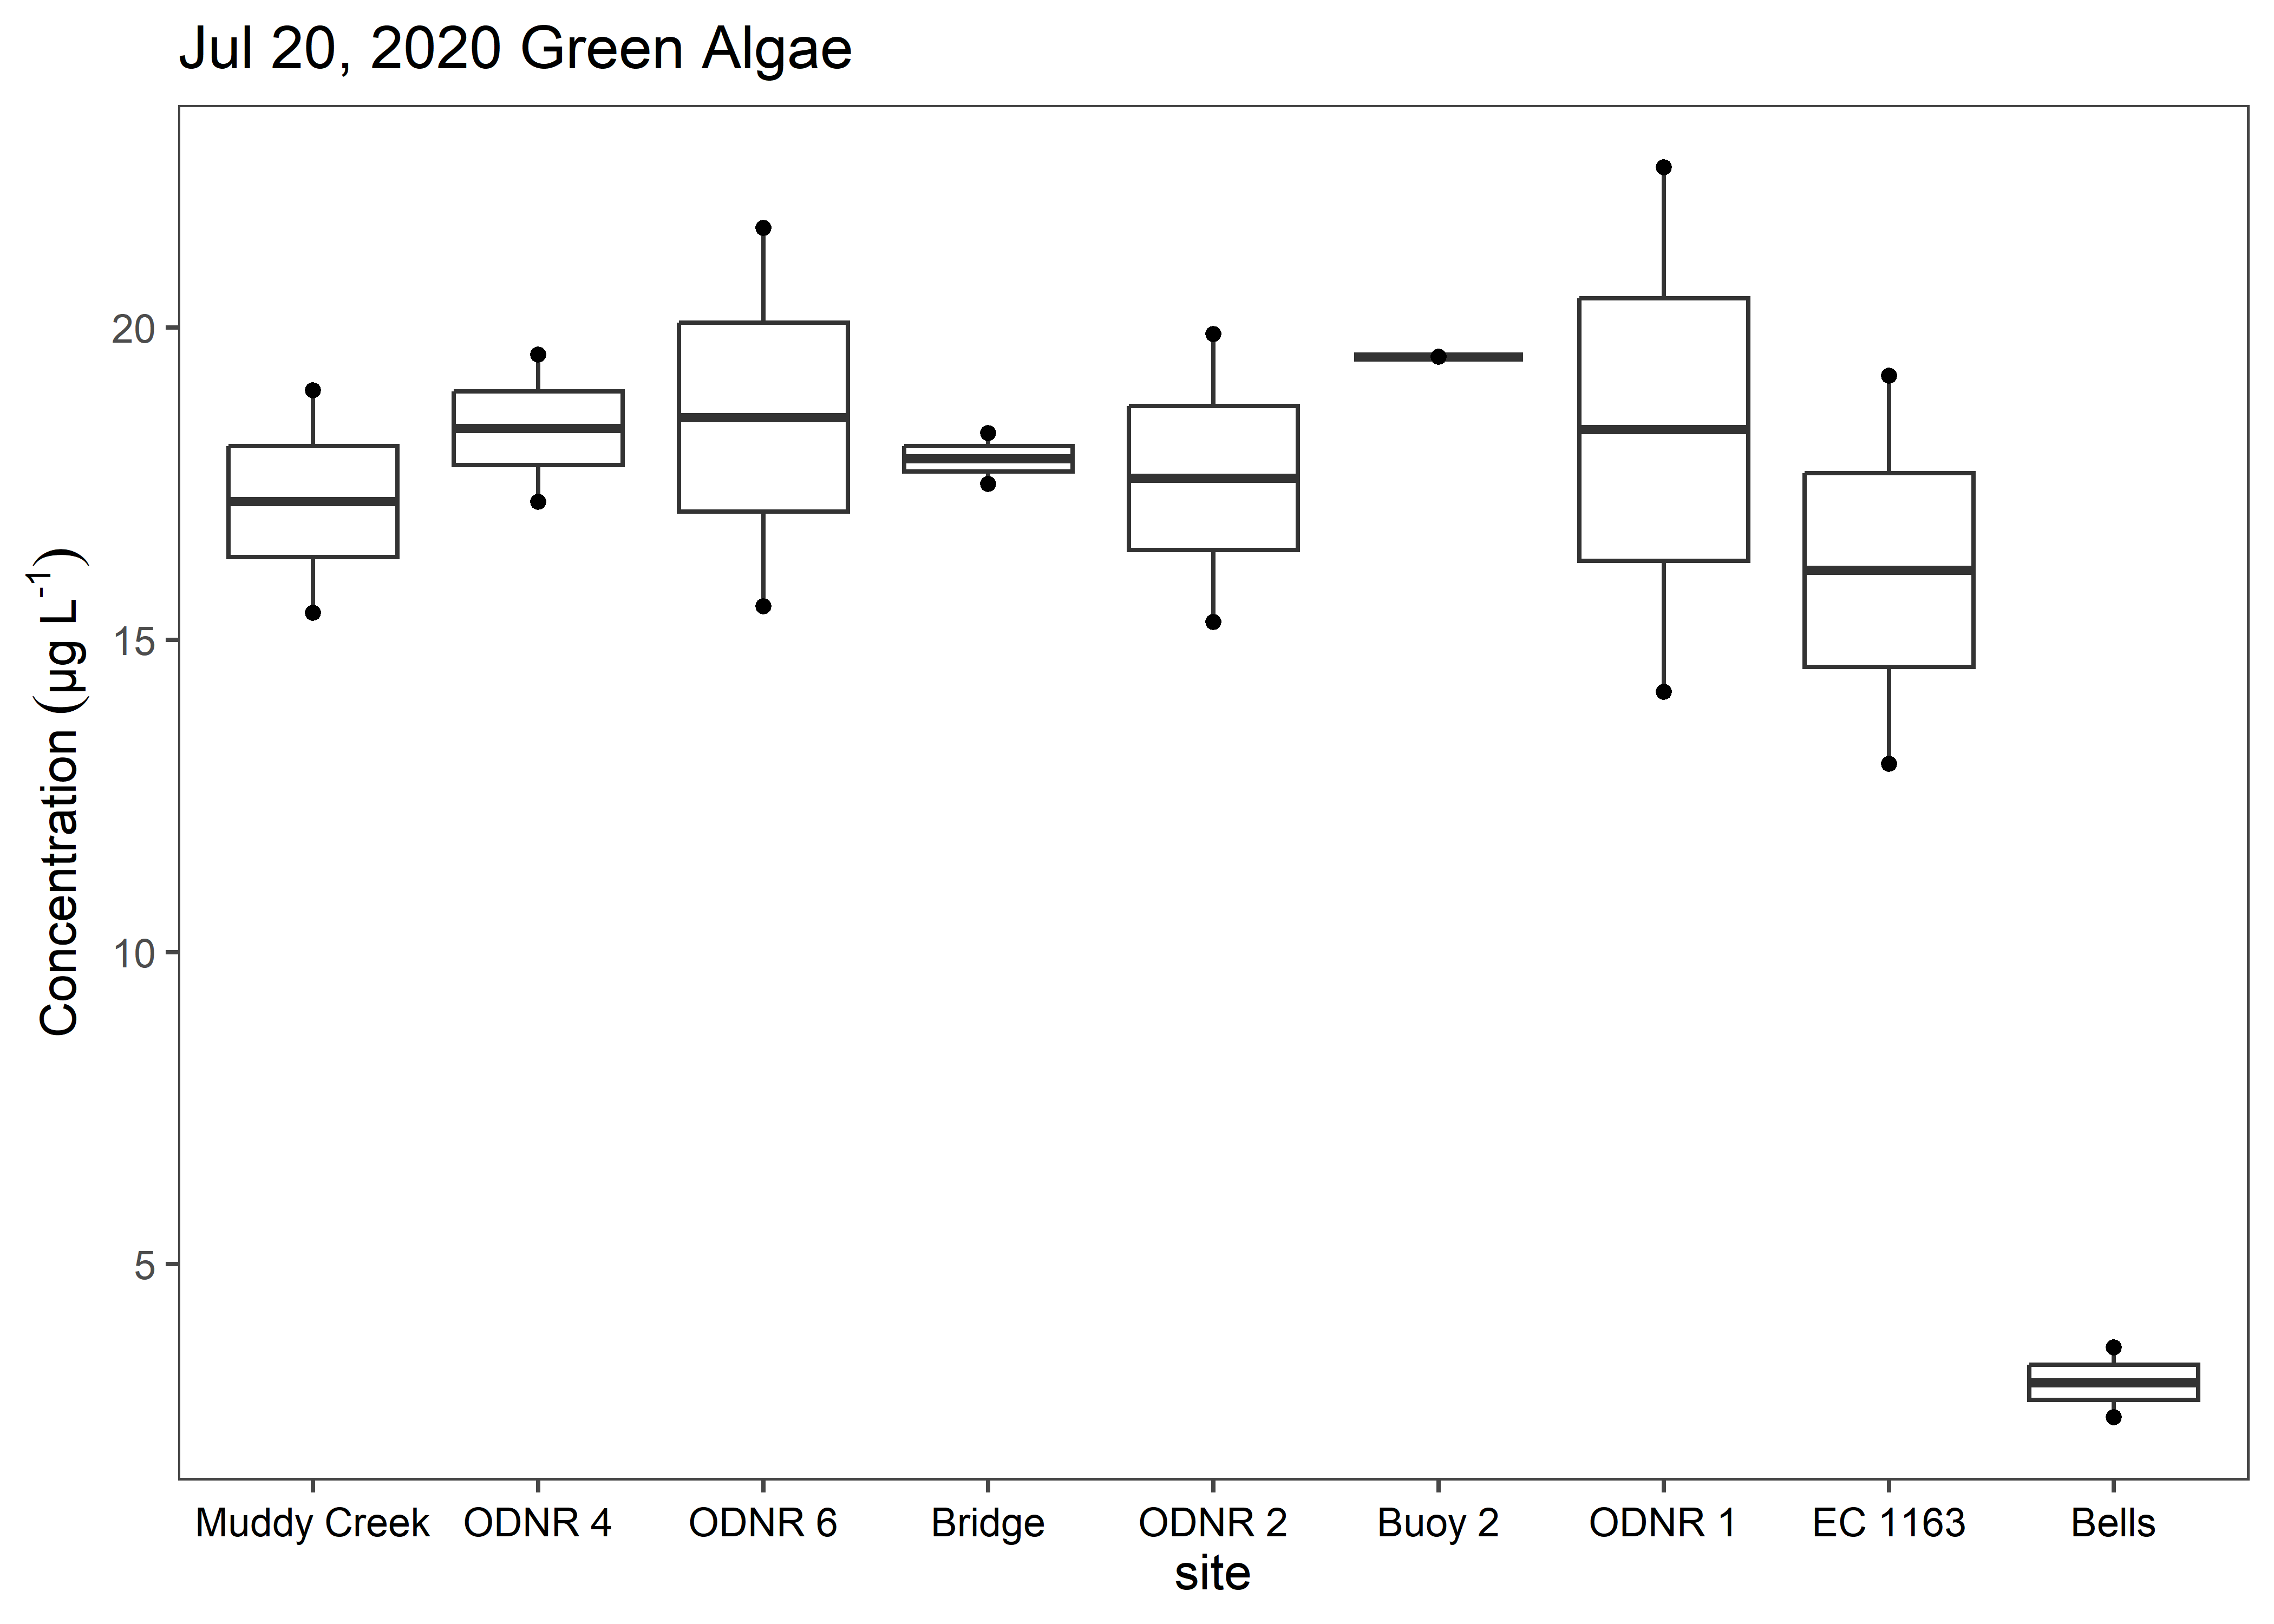 Jul 20, 2020 Green Algae
Concentration (µg L-1)
20
15
10
5
Muddy Creek ODNR 4 ODNR 6 Bridge ODNR 2 Buoy 2 ODNR 1 EC 1163 Bells
site